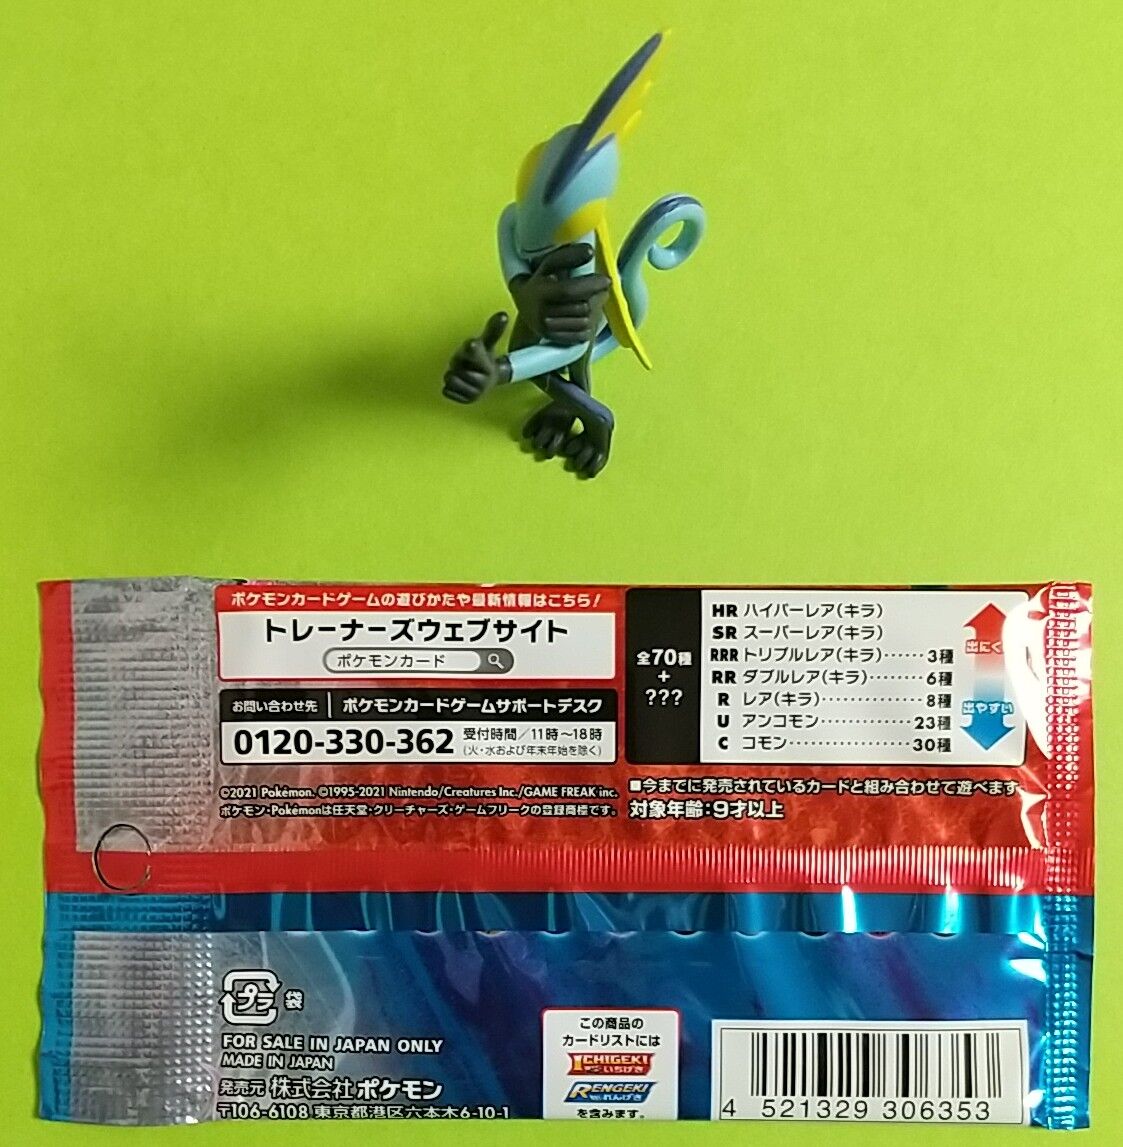 ポケモンカードゲームの遊びかたや最新情報はこちら!
トレーナーズウェブサイト
ポケモンカード
お問い合わせ先 ポケモンカードゲームサポートデスク
0120-330-362 受付時間/11時~18時
(火・水および年末年始を除く)
©2021 Pokémon. ©1995-2021 Nintendo/Creatures Inc./GAME FREAK inc.
ポケモン・Pokémonは任天堂・クリーチャーズ・ゲームフリークの登録商標です。
全70種
+
???
HR ハイパーレア(キラ)
SR スーパーレア(キラ)
RRR トリプルレア(キラ)……3種
RR ダブルレア(キラ)………6種
R レア(キラ)………………8種
U アンコモン………………23種
C コモン……………………30種
出にくい
出やすい
■今までに発売されているカードと組み合わせて遊べます
対象年齢:9才以上
プラ 袋
FOR SALE IN JAPAN ONLY
MADE IN JAPAN
発売元 株式会社ポケモン
〒106-6108 東京都港区六本木6-10-1
この商品の
カードリストには
ICHIGEKI
いちげき
RENGEKI
れんげき
を含みます。
4 521329 306353